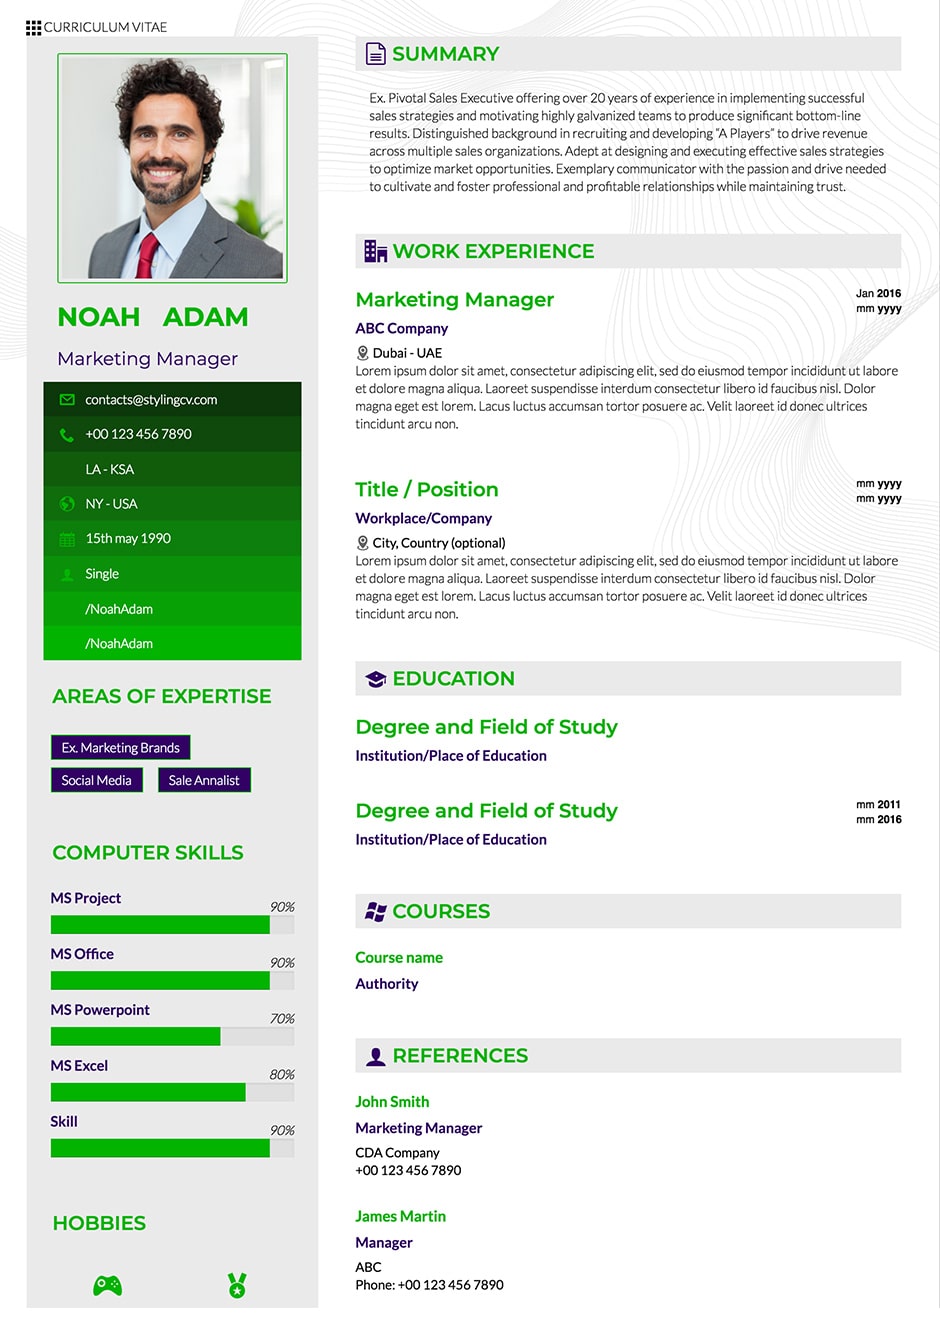 CURRICULUM VITAE
NOAH ADAM
Marketing Manager
contacts@stylingcv.com
+00 123 456 7890
LA - KSA
NY - USA
15th may 1990
Single
/NoahAdam
/NoahAdam
AREAS OF EXPERTISE
Ex. Marketing Brands
Social Media Sale Annalist
COMPUTER SKILLS
MS Project
90%
MS Office
90%
MS Powerpoint
70%
MS Excel
80%
Skill
90%
HOBBIES
SUMMARY
Ex. Pivotal Sales Executive offering over 20 years of experience in implementing successful
sales strategies and motivating highly galvanized teams to produce significant bottom-line
results. Distinguished background in recruiting and developing “A Players” to drive revenue
across multiple sales organizations. Adept at designing and executing effective sales strategies
to optimize market opportunities. Exemplary communicator with the passion and drive needed
to cultivate and foster professional and profitable relationships while maintaining trust.
WORK EXPERIENCE
Marketing Manager
Jan 2016
mm yyyy
ABC Company
Dubai - UAE
Lorem ipsum dolor sit amet, consectetur adipiscing elit, sed do eiusmod tempor incididunt ut labore
et dolore magna aliqua. Laoreet suspendisse interdum consectetur libero id faucibus nisl. Dolor
magna eget est lorem. Lacus luctus accumsan tortor posuere ac. Velit laoreet id donec ultrices
tincidunt arcu non.
Title / Position
mm yyyy
mm yyyy
Workplace/Company
City, Country (optional)
Lorem ipsum dolor sit amet, consectetur adipiscing elit, sed do eiusmod tempor incididunt ut labore
et dolore magna aliqua. Laoreet suspendisse interdum consectetur libero id faucibus nisl. Dolor
magna eget est lorem. Lacus luctus accumsan tortor posuere ac. Velit laoreet id donec ultrices
tincidunt arcu non.
EDUCATION
Degree and Field of Study
Institution/Place of Education
Degree and Field of Study
mm 2011
mm 2016
Institution/Place of Education
COURSES
Course name
Authority
REFERENCES
John Smith
Marketing Manager
CDA Company
+00 123 456 7890
James Martin
Manager
ABC
Phone: +00 123 456 7890